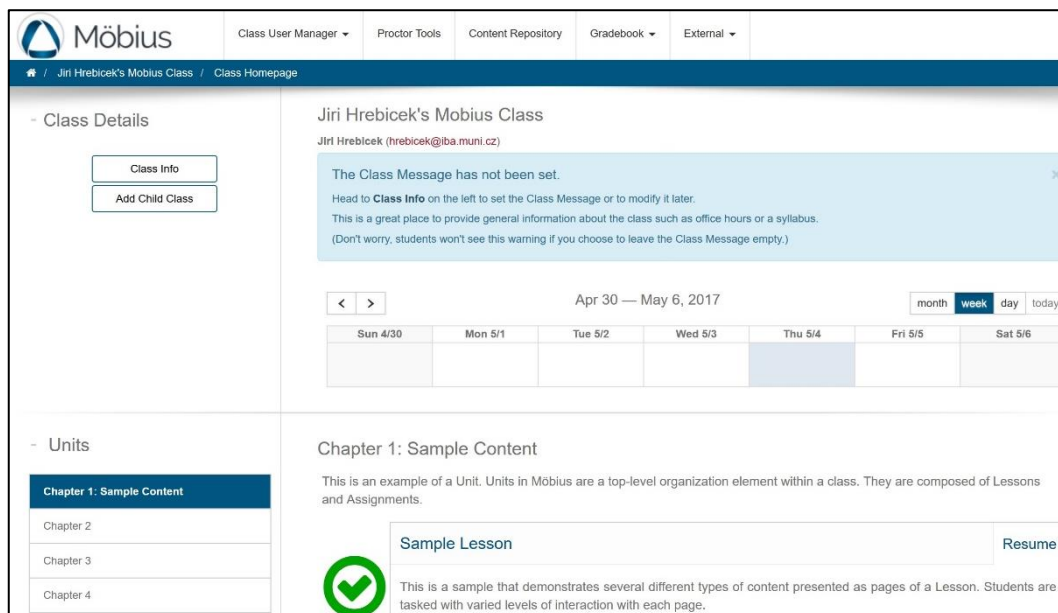 Möbius
Class User Manager
Proctor Tools
Content Repository
Gradebook
External
/ Jiri Hrebicek's Mobius Class / Class Homepage
- Class Details
Class Info
Add Child Class
Jiri Hrebicek's Mobius Class
Jiri Hrebicek (hrebicek@iba.muni.cz)
The Class Message has not been set.
×
Head to Class Info on the left to set the Class Message or to modify it later.
This is a great place to provide general information about the class such as office hours or a syllabus.
(Don't worry, students won't see this warning if you choose to leave the Class Message empty.)
< >
Apr 30 — May 6, 2017
month week day today
Sun 4/30 Mon 5/1 Tue 5/2 Wed 5/3 Thu 5/4 Fri 5/5 Sat 5/6
- Units
Chapter 1: Sample Content
Chapter 2
Chapter 3
Chapter 4
Chapter 1: Sample Content
This is an example of a Unit. Units in Möbius are a top-level organization element within a class. They are composed of Lessons
and Assignments.
Sample Lesson
Resume
This is a sample that demonstrates several different types of content presented as pages of a Lesson. Students are
tasked with varied levels of interaction with each page.